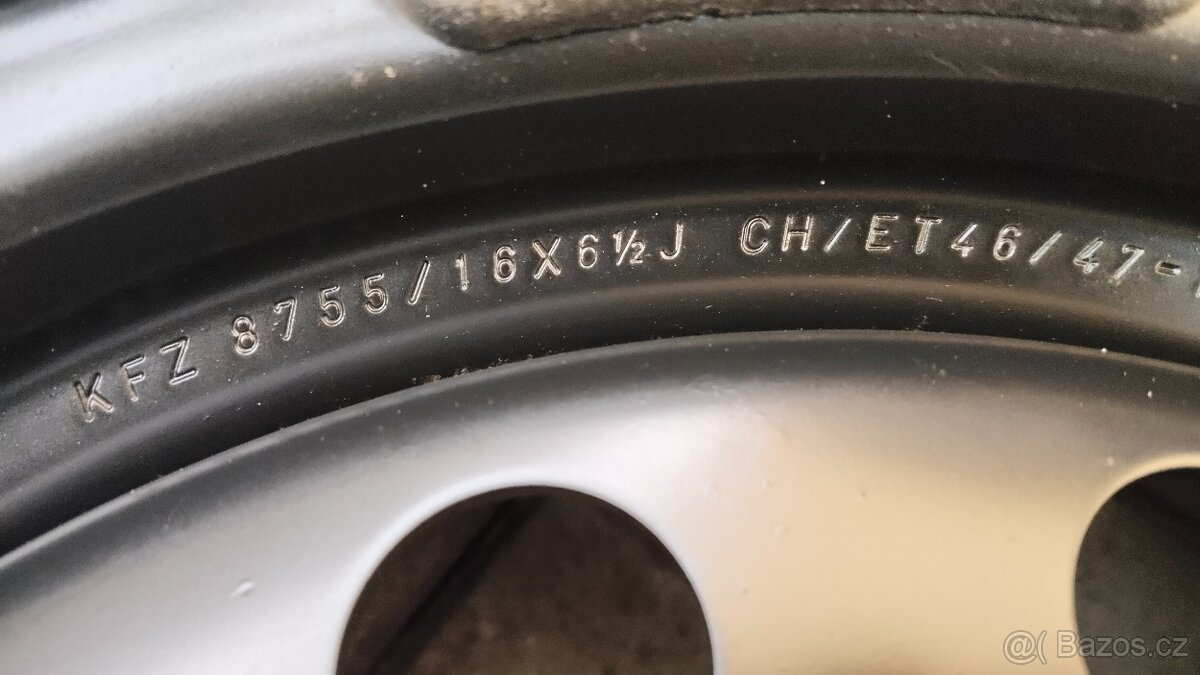 KFZ 8755/16X6½J CH/ET46/47-
@( Bazos.cz